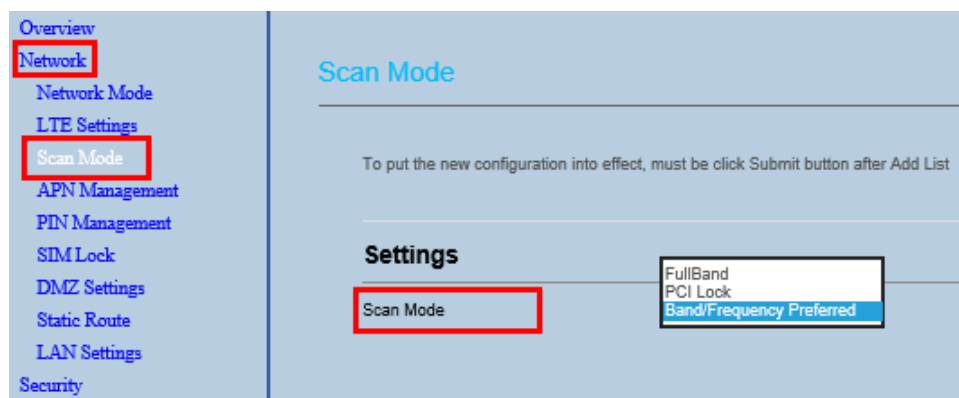 Overview
Network
Network Mode
LTE Settings
Scan Mode
APN Management
PIN Management
SIM Lock
DMZ Settings
Static Route
LAN Settings
Security
Scan Mode
To put the new configuration into effect, must be click Submit button after Add List
Settings
Scan Mode
FullBand
PCI Lock
Band/Frequency Preferred